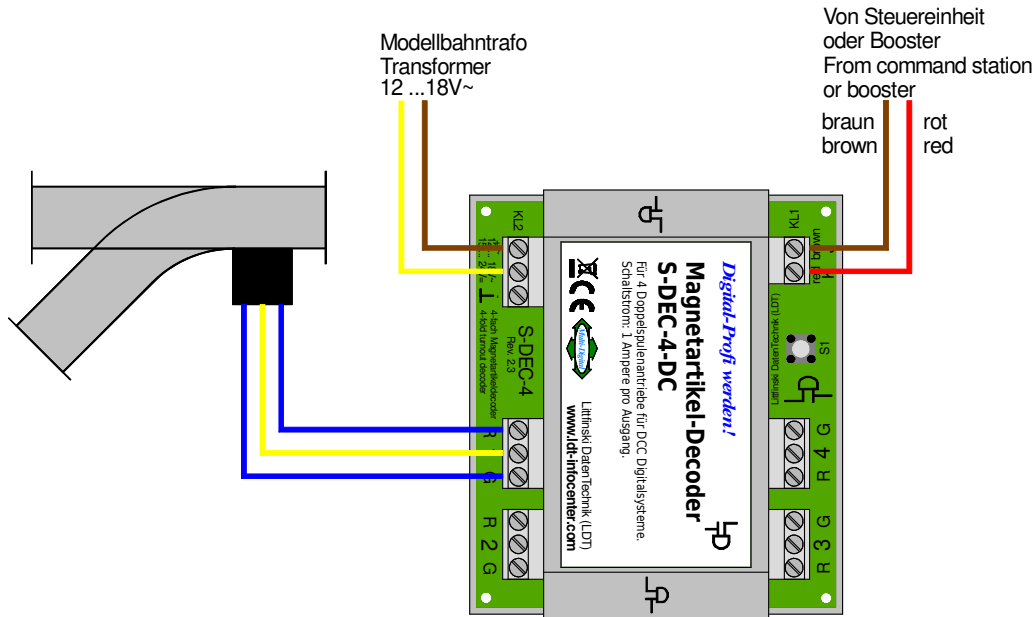 Modellbahntrafo
Transformer
12 ...18V~
Von Steuereinheit
oder Booster
From command station
or booster
braun rot
brown red
KL2
4-fach Magnetartikeldecoder
4-fold turnout decoder
S-DEC-4
Rev. 2.3
R
G
R 2 G
Digital-Profi werden!
Magnetartikel-Decoder
S-DEC-4-DC
Für 4 Doppelspulenantriebe für DCC Digitalsysteme.
Schaltstrom: 1 Ampere pro Ausgang.
CE
Multi-Digital
Littfinski DatenTechnik (LDT)
www.ldt-infocenter.com
KL1
red brown
S1
Littfinski DatenTechnik (LDT)
R 4 G
R 3 G